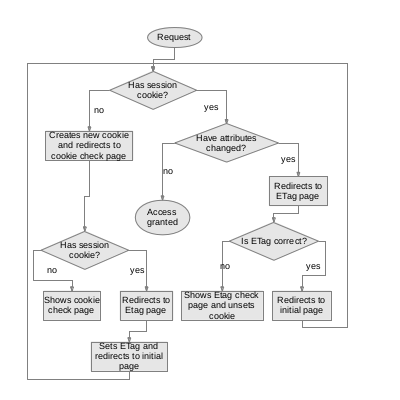 Request
Has session
cookie?
no
yes
Creates new cookie
and redirects to
cookie check page
Have attributes
changed?
no
yes
Access
granted
Redirects to
ETag page
Has session
cookie?
no
yes
Is ETag correct?
no
yes
Shows cookie
check page
Redirects to
Etag page
Shows Etag check
page and unsets
cookie
Redirects to
initial page
Sets ETag and
redirects to initial
page